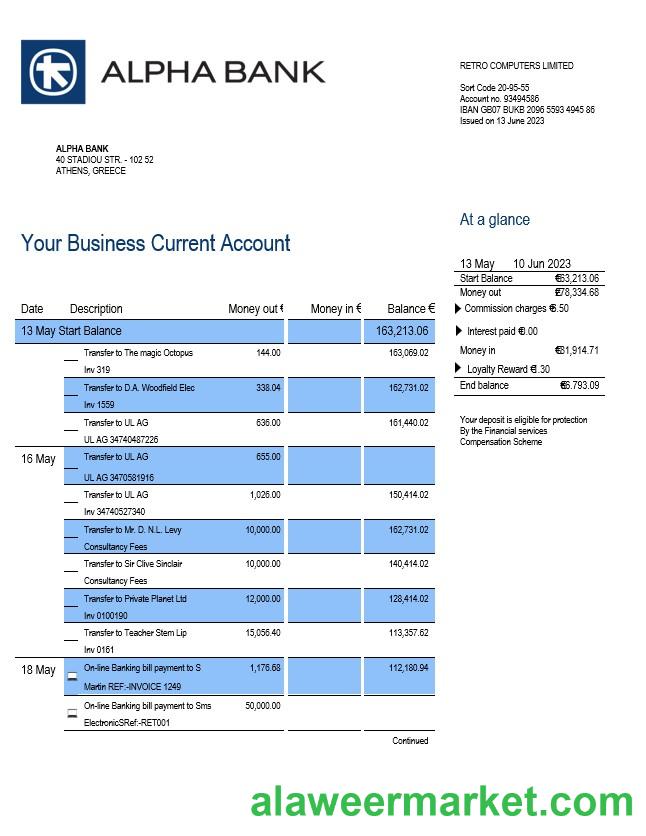 ALPHA BANK
RETRO COMPUTERS LIMITED
Sort Code 20-95-55
Account no. 93494586
IBAN GB07 BUKB 2096 5593 4945 86
Issued on 13 June 2023
ALPHA BANK
40 STADIOU STR. - 102 52
ATHENS, GREECE
At a glance
13 May 10 Jun 2023
Start Balance €63,213.06
Money out £78,334.68
Commission charges €6.50
Interest paid €0.00
Money in €31,914.71
Loyalty Reward €1.30
End balance €6.793.09
Your deposit is eligible for protection
By the Financial services
Compensation Scheme
Your Business Current Account
Date Description Money out € Money in € Balance €
13 May Start Balance 163,213.06
Transfer to The magic Octopus 144.00 163,069.02
Inv 319
Transfer to D.A. Woodfield Elec 338.04 162,731.02
Inv 1559
Transfer to UL AG 636.00 161,440.02
UL AG 34740487226
16 May Transfer to UL AG 655.00
UL AG 3470581916
Transfer to UL AG 1,026.00 150,414.02
Inv 34740527340
Transfer to Mr. D. N.L. Levy 10,000.00 162,731.02
Consultancy Fees
Transfer to Sir Clive Sinclair 10,000.00 140,414.02
Consultancy Fees
Transfer to Private Planet Ltd 12,000.00 128,414.02
Inv 0100190
Transfer to Teacher Stem Lip 15,056.40 113,357.62
Inv 0161
18 May On-line Banking bill payment to S 1,176.68 112,180.94
Martin REF:-INVOICE 1249
On-line Banking bill payment to Sms 50,000.00
ElectronicSRef:-RET001
Continued
alaweermarket.com